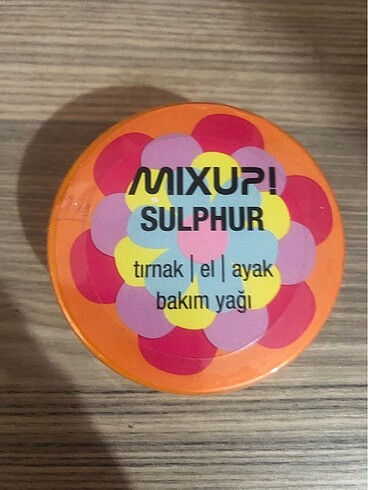 MIXUP!
SULPHUR
tırnak | el | ayak
bakım yağı